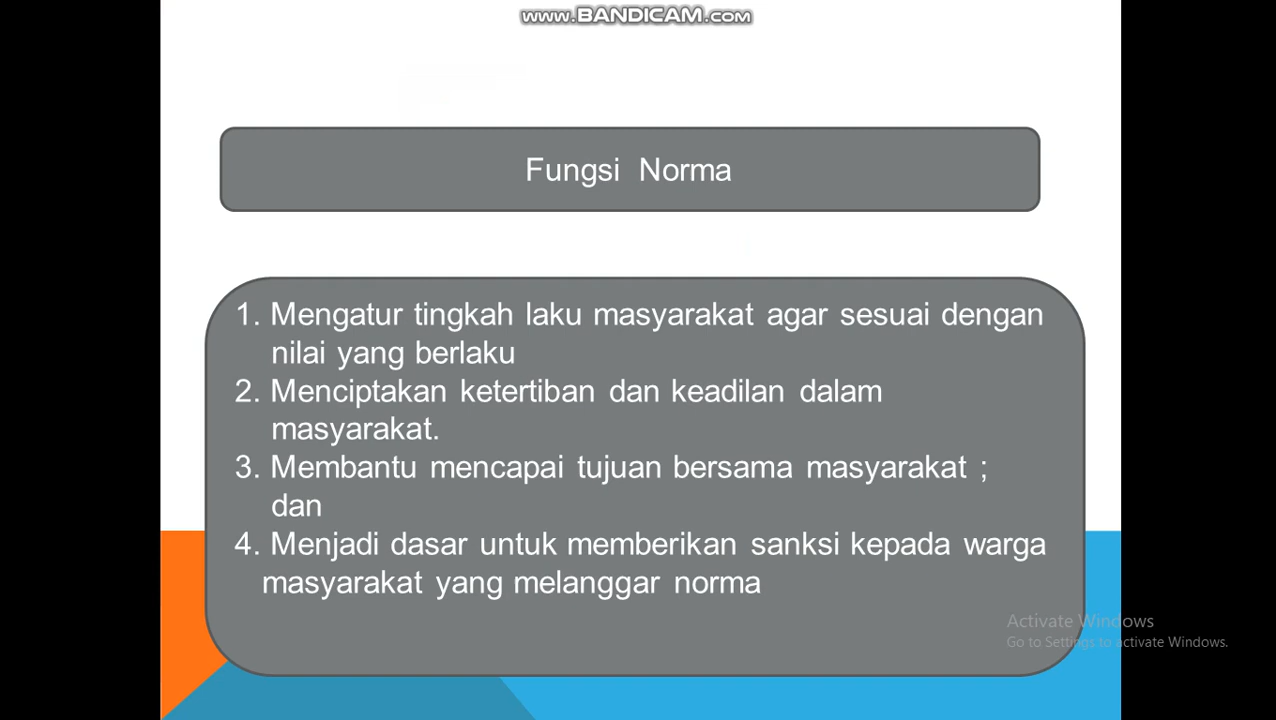 www.BANDICAM.com
Fungsi Norma
1. Mengatur tingkah laku masyarakat agar sesuai dengan
nilai yang berlaku
2. Menciptakan ketertiban dan keadilan dalam
masyarakat.
3. Membantu mencapai tujuan bersama masyarakat ;
dan
4. Menjadi dasar untuk memberikan sanksi kepada warga
masyarakat yang melanggar norma
Activate Windows
Go to Settings to activate Windows.